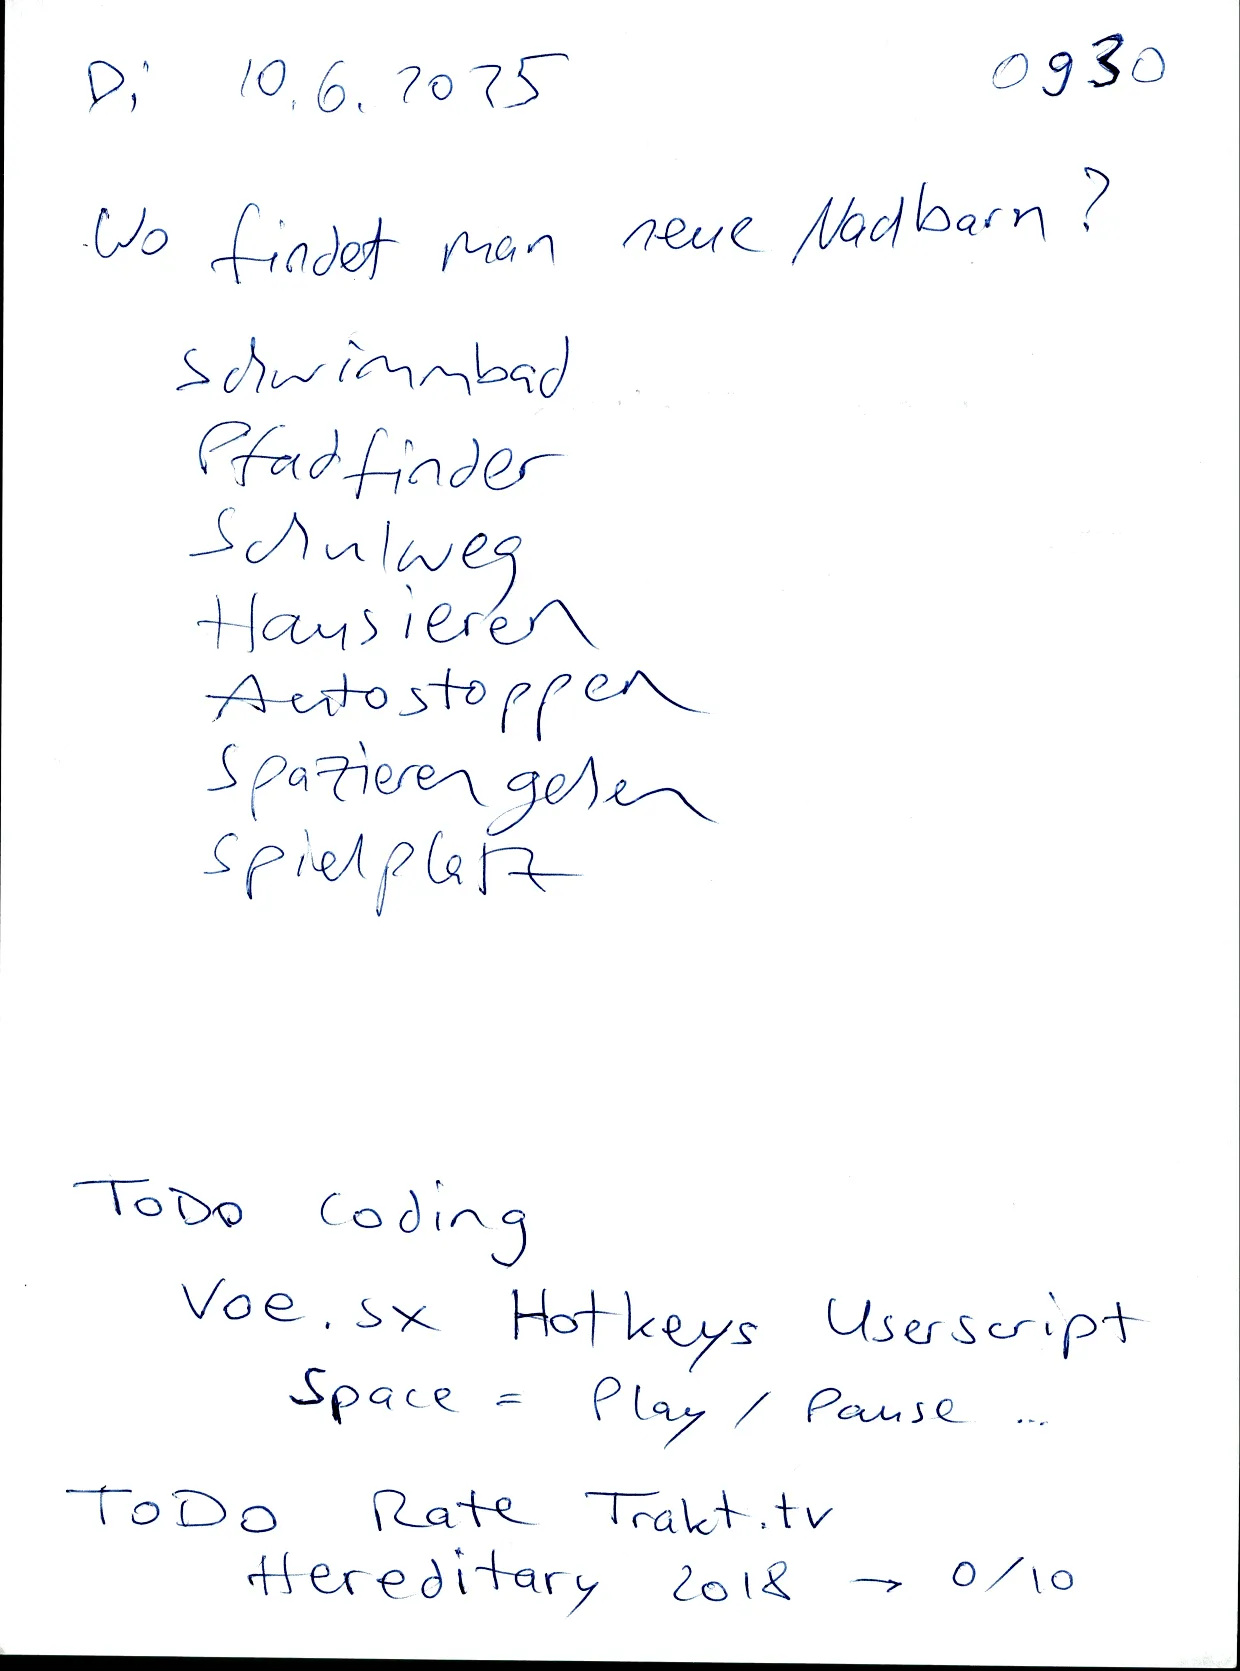 Di 10.6.2025 0930
Wo findet man neue Nachbarn?
Schwimmbad
Pfadfinder
Schulweg
Hausieren
Autostoppen
Spazieren gehen
Spielplatz
ToDo Coding
Voe.sx Hotkeys Userscript
Space = Play / Pause ...
ToDo Rate Trakt.tv
Hereditary 2018 → 0/10